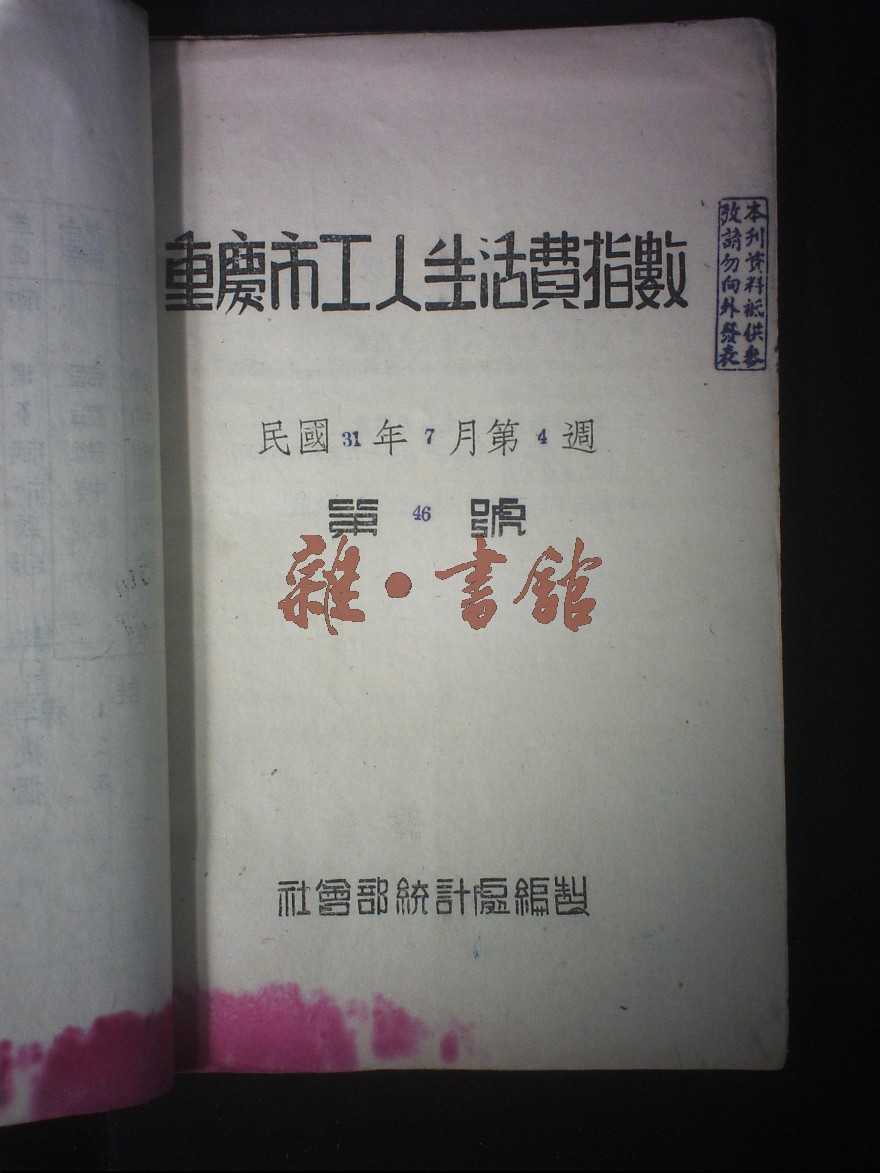 重慶市工人生活費指數
本刊資料祗供參
攷請勿向外發表
民國31年7月第4週
第46號
雜·書館
社會部統計處編製